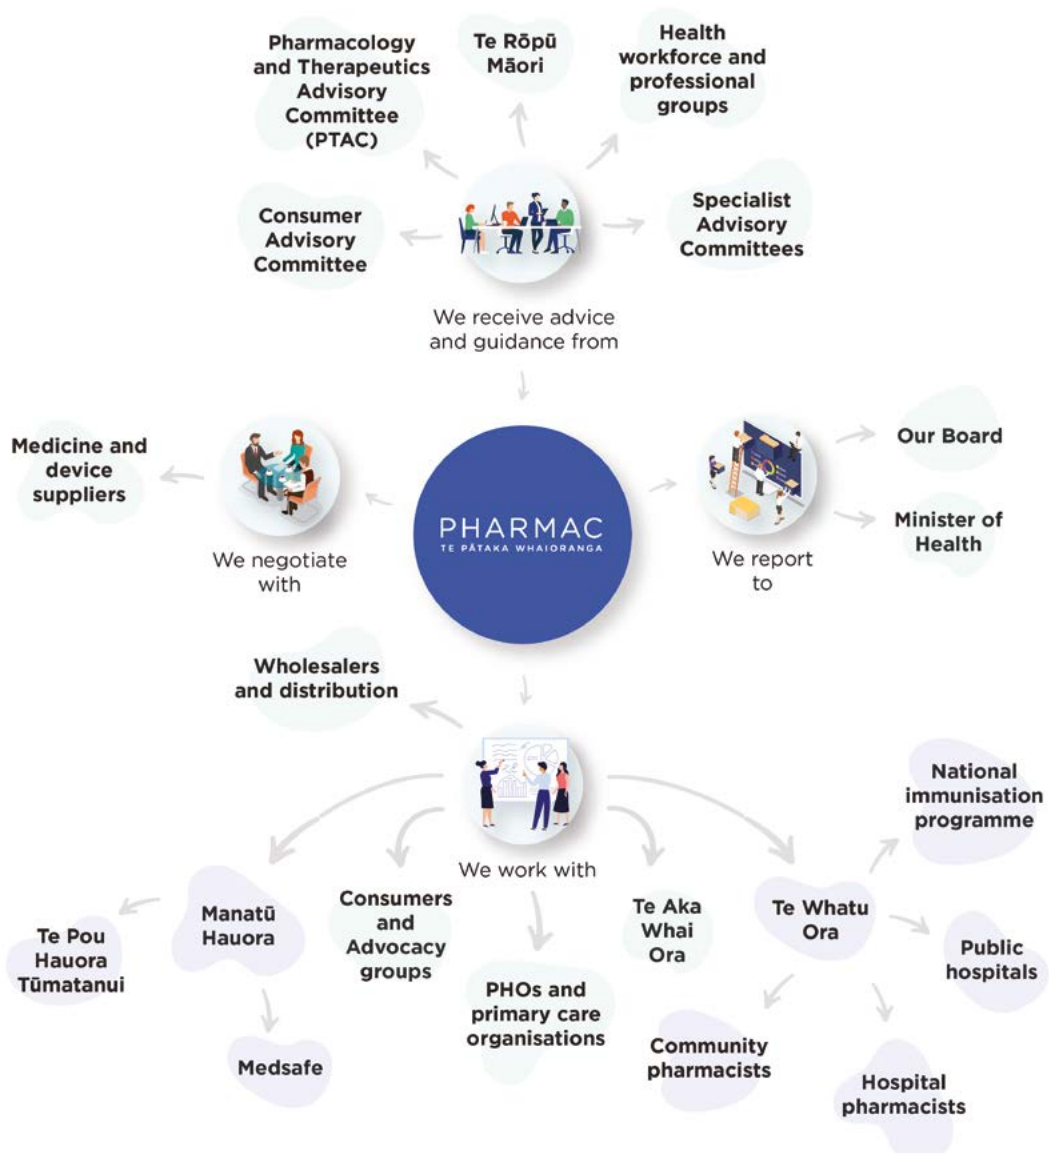 Pharmacology
and Therapeutics
Advisory
Committee
(PTAC)
Te Rōpū
Māori
Health
workforce and
professional
groups
Consumer
Advisory
Committee
Specialist
Advisory
Committees
We receive advice
and guidance from
Medicine and
device
suppliers
We negotiate
with
PHARMAC
TE PĀTAKA WHAIORANGA
We report
to
Our Board
Minister of
Health
Wholesalers
and distribution
We work with
National
immunisation
programme
Te Pou
Hauora
Tūmatanui
Manatū
Hauora
Medsafe
Consumers
and
Advocacy
groups
PHOs and
primary care
organisations
Te Aka
Whai
Ora
Te Whatu
Ora
Public
hospitals
Community
pharmacists
Hospital
pharmacists